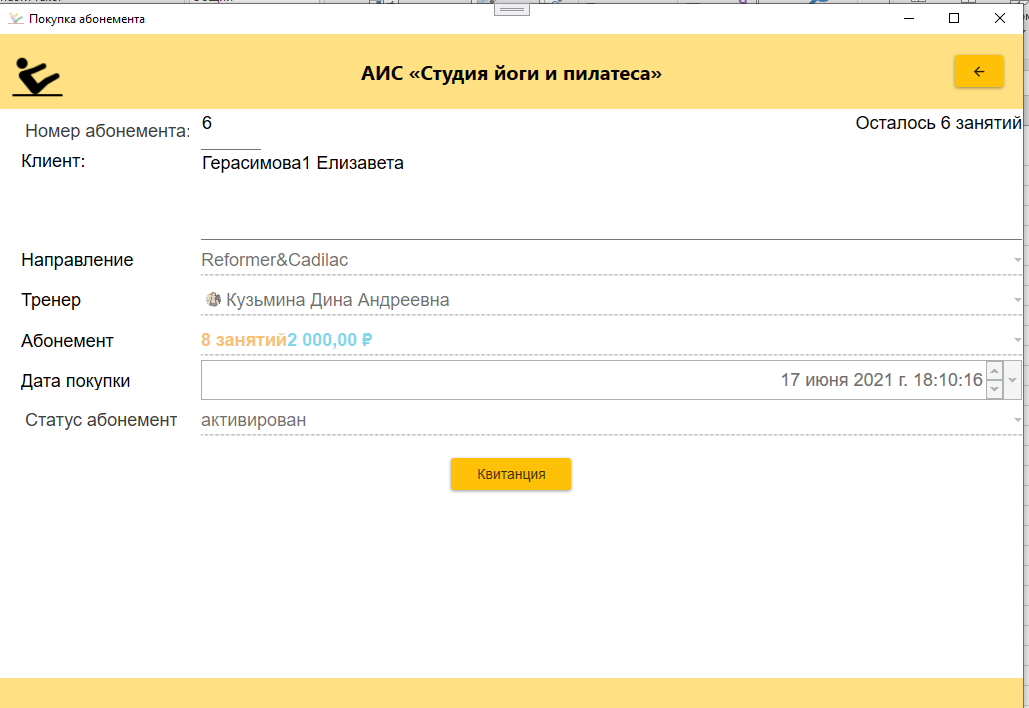 Покупка абонемента
АИС «Студия йоги и пилатеса»
Номер абонемента: 6 Осталось 6 занятий
Клиент: Герасимова1 Елизавета
Направление Reformer&Cadilac
Тренер Кузьмина Дина Андреевна
Абонемент 8 занятий2 000,00 ₽
Дата покупки 17 июня 2021 г. 18:10:16
Статус абонемент активирован
Квитанция